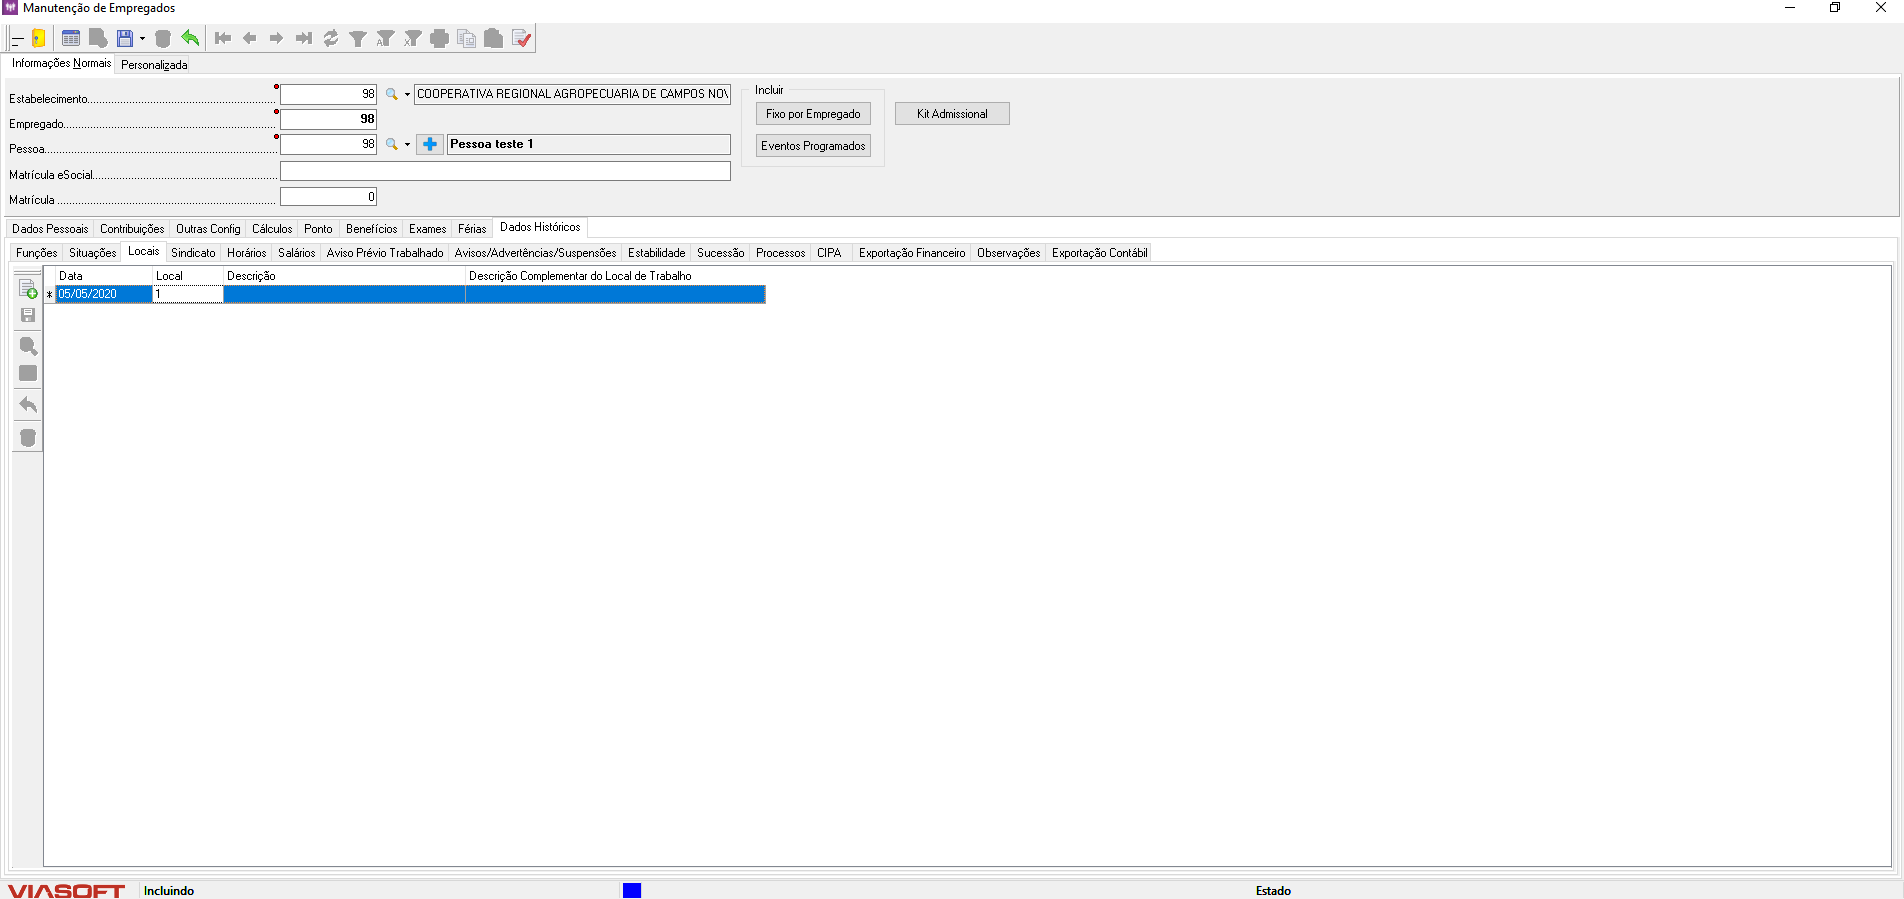 Manutenção de Empregados
Informações Normais Personalizada
Estabelecimento 98 COOPERATIVA REGIONAL AGROPECUARIA DE CAMPOS NOV
Empregado 98
Pessoa 98 Pessoa teste 1
Matrícula eSocial
Matrícula 0
Incluir
Fixo por Empregado
Eventos Programados
Kit Admissional
Dados Pessoais Contribuições Outras Config Cálculos Ponto Benefícios Exames Férias Dados Históricos
Funções Situações Locais Sindicato Horários Salários Aviso Prévio Trabalhado Avisos/Advertências/Suspensões Estabilidade Sucessão Processos CIPA Exportação Financeiro Observações Exportação Contábil
Data Local Descrição Descrição Complementar do Local de Trabalho
* 05/05/2020 1
VIASOFT Incluindo Estado